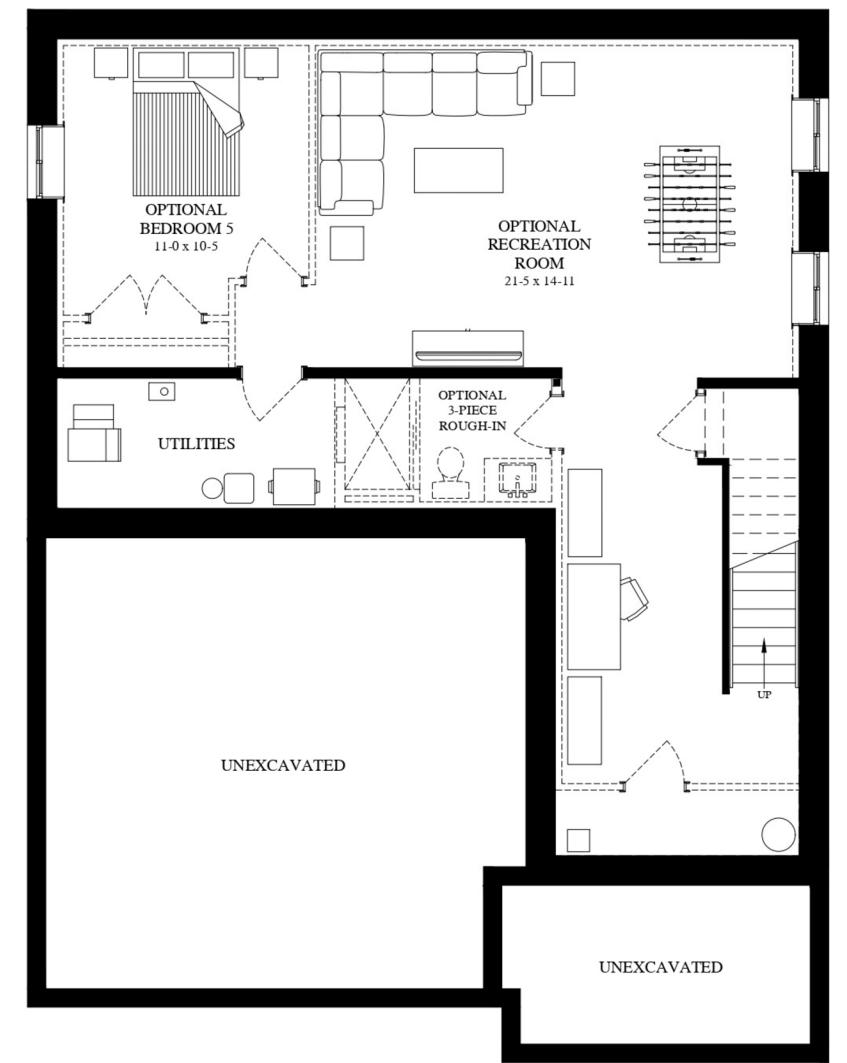 OPTIONAL
BEDROOM 5
11-0 x 10-5
OPTIONAL
RECREATION
ROOM
21-5 x 14-11
OPTIONAL
3-PIECE
ROUGH-IN
UTILITIES
UP
UNEXCAVATED
UNEXCAVATED